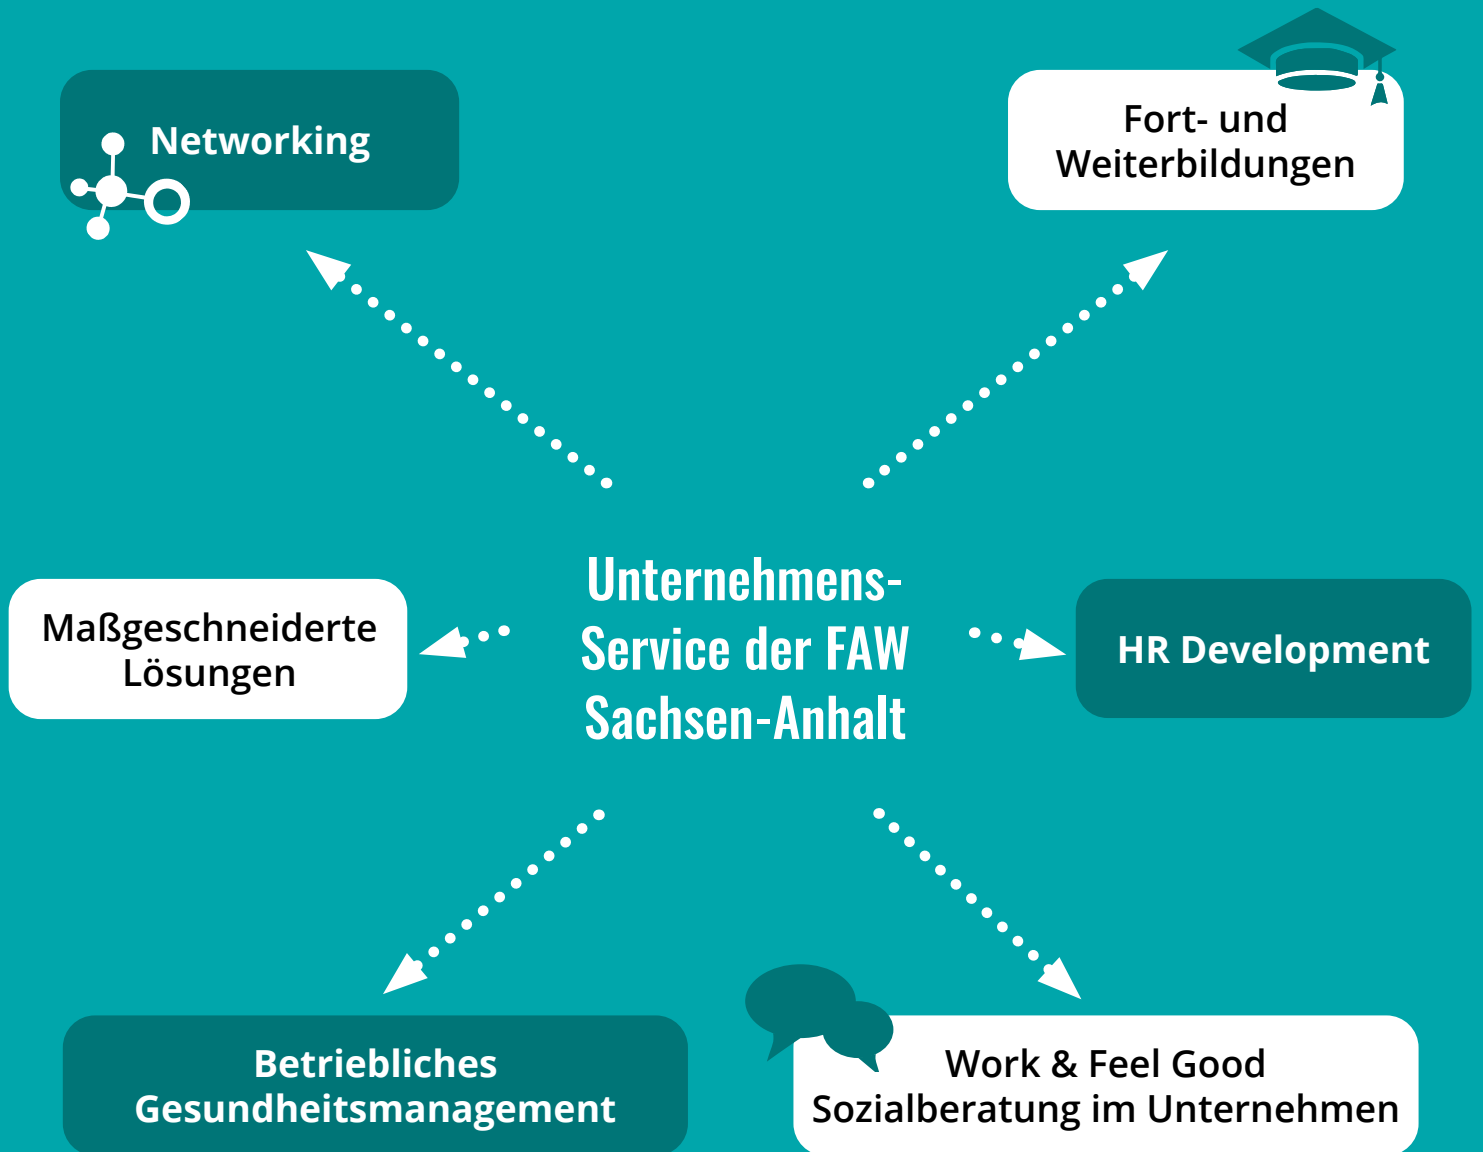 Networking
Fort- und
Weiterbildungen
Unternehmens-
Service der FAW
Sachsen-Anhalt
Maßgeschneiderte
Lösungen
HR Development
Betriebliches
Gesundheitsmanagement
Work & Feel Good
Sozialberatung im Unternehmen